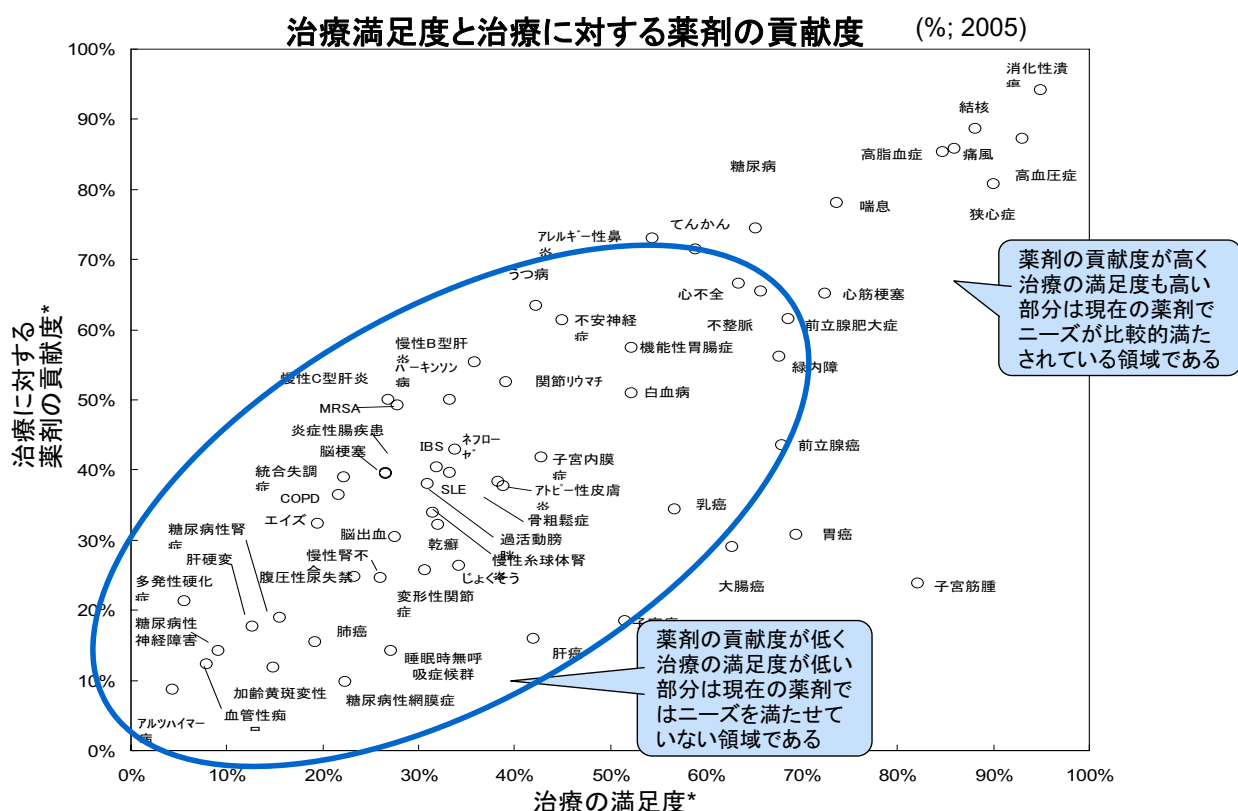 治療満足度と治療に対する薬剤の貢献度 (%; 2005)
100%
90%
80%
70%
60%
50%
40%
30%
20%
10%
0%
治療に対する
薬剤の貢献度*
消化性潰
瘍
結核
高脂血症
痛風
高血圧症
狭心症
糖尿病
喘息
てんかん
アレルギー性鼻
炎
うつ病
心不全
心筋梗塞
不安神経
症
不整脈
前立腺肥大症
機能性胃腸症
緑内障
慢性B型肝
炎
パーキンソン
病
慢性C型肝炎
関節リウマチ
白血病
MRSA
炎症性腸疾患
脳梗塞
IBS
ネフロー
ゼ
子宮内膜
症
前立腺癌
統合失調
症
COPD
SLE
アトピー性皮膚
炎
骨粗鬆症
乳癌
エイズ
脳出血
乾癬
過活動膀
胱
慢性糸球体腎
炎
胃癌
糖尿病性腎
症
肝硬変
慢性腎不
全
腹圧性尿失禁
じょくそう
大腸癌
子宮筋腫
多発性硬化
症
変形性関節
症
糖尿病性
神経障害
肺癌
睡眠時無呼
吸症候群
肝癌
加齢黄斑変性
糖尿病性網膜症
血管性痴
アルツハイマー
病
薬剤の貢献度が高く
治療の満足度も高い
部分は現在の薬剤で
ニーズが比較的満た
されている領域である
薬剤の貢献度が低く
治療の満足度が低い
部分は現在の薬剤で
はニーズを満たせて
いない領域である
0%
10%
20%
30%
40%
50%
60%
70%
80%
90%
100%
治療の満足度*